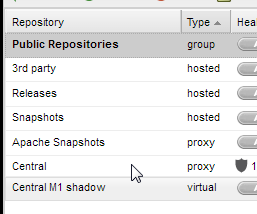 Repository Type Hea
Public Repositories group
3rd party hosted
Releases hosted
Snapshots hosted
Apache Snapshots proxy
Central proxy 1
Central M1 shadow virtual